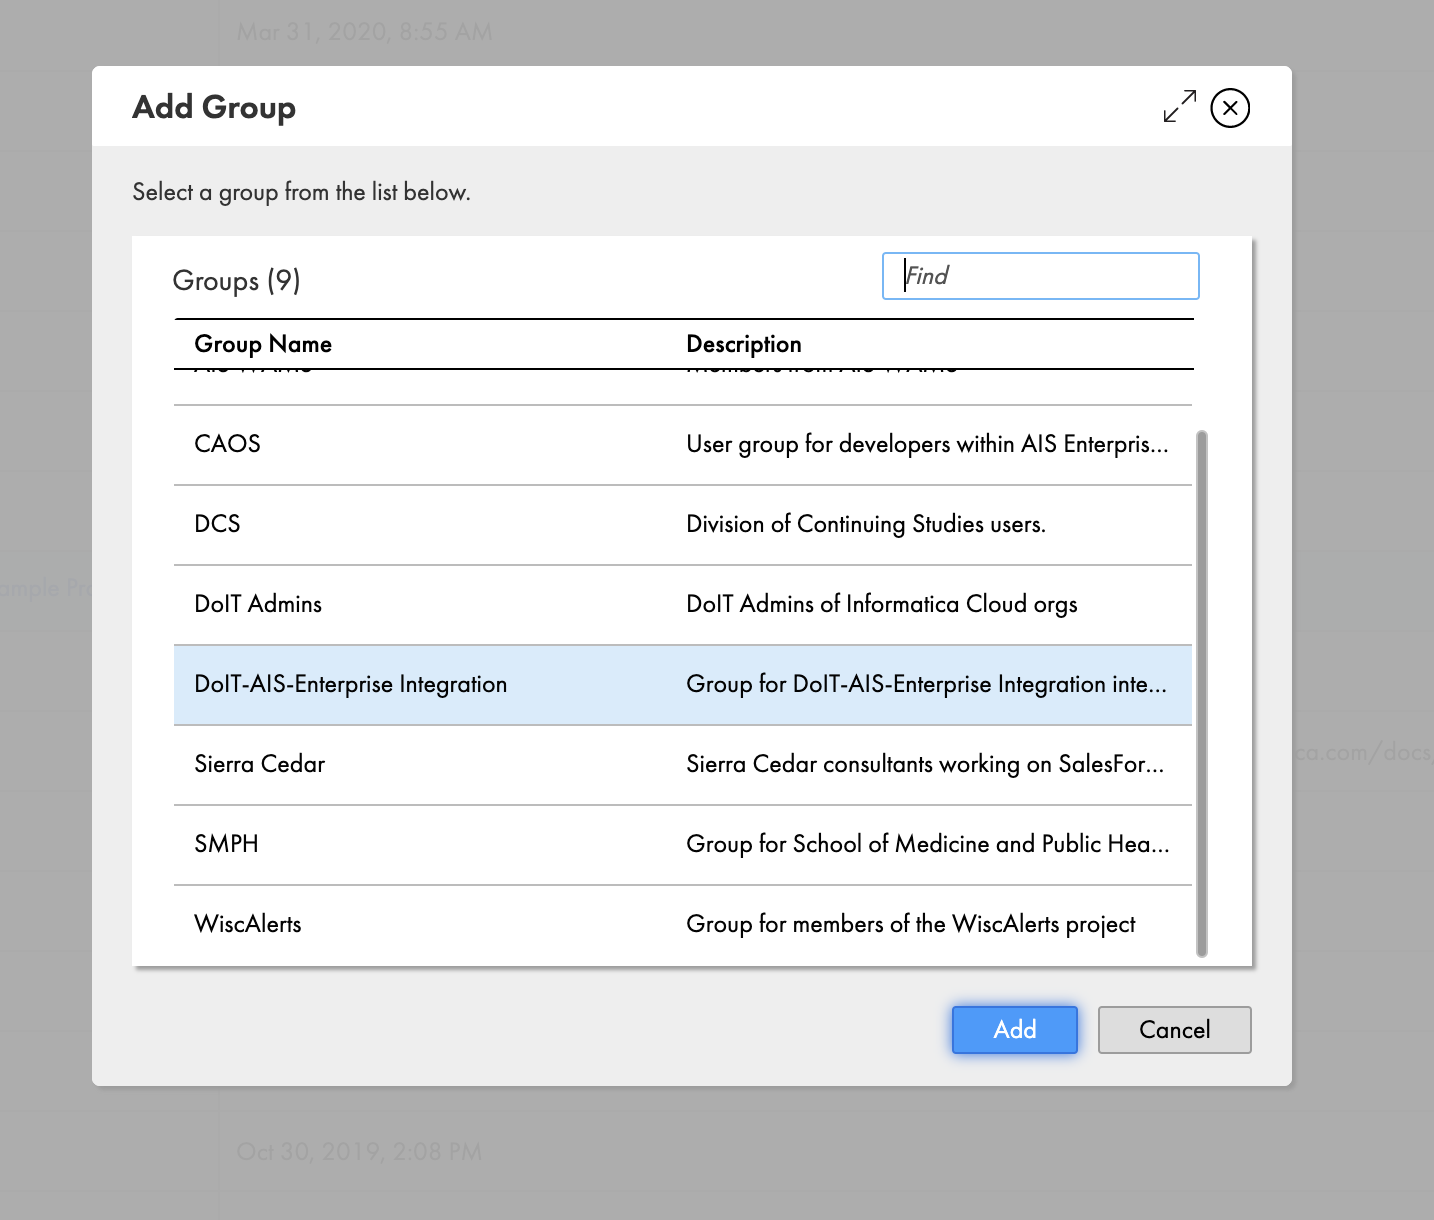 Mar 31, 2020, 8:55 AM
Add Group
Select a group from the list below.
Groups (9)
Find
Group Name Description
CAOS User group for developers within AIS Enterpris...
DCS Division of Continuing Studies users.
DoIT Admins DoIT Admins of Informatica Cloud orgs
DoIT-AIS-Enterprise Integration Group for DoIT-AIS-Enterprise Integration inte...
Sierra Cedar Sierra Cedar consultants working on SalesFor...
SMPH Group for School of Medicine and Public Hea...
WiscAlerts Group for members of the WiscAlerts project
Add Cancel
ample Pr
ca.com/docs
Oct 30, 2019, 2:08 PM